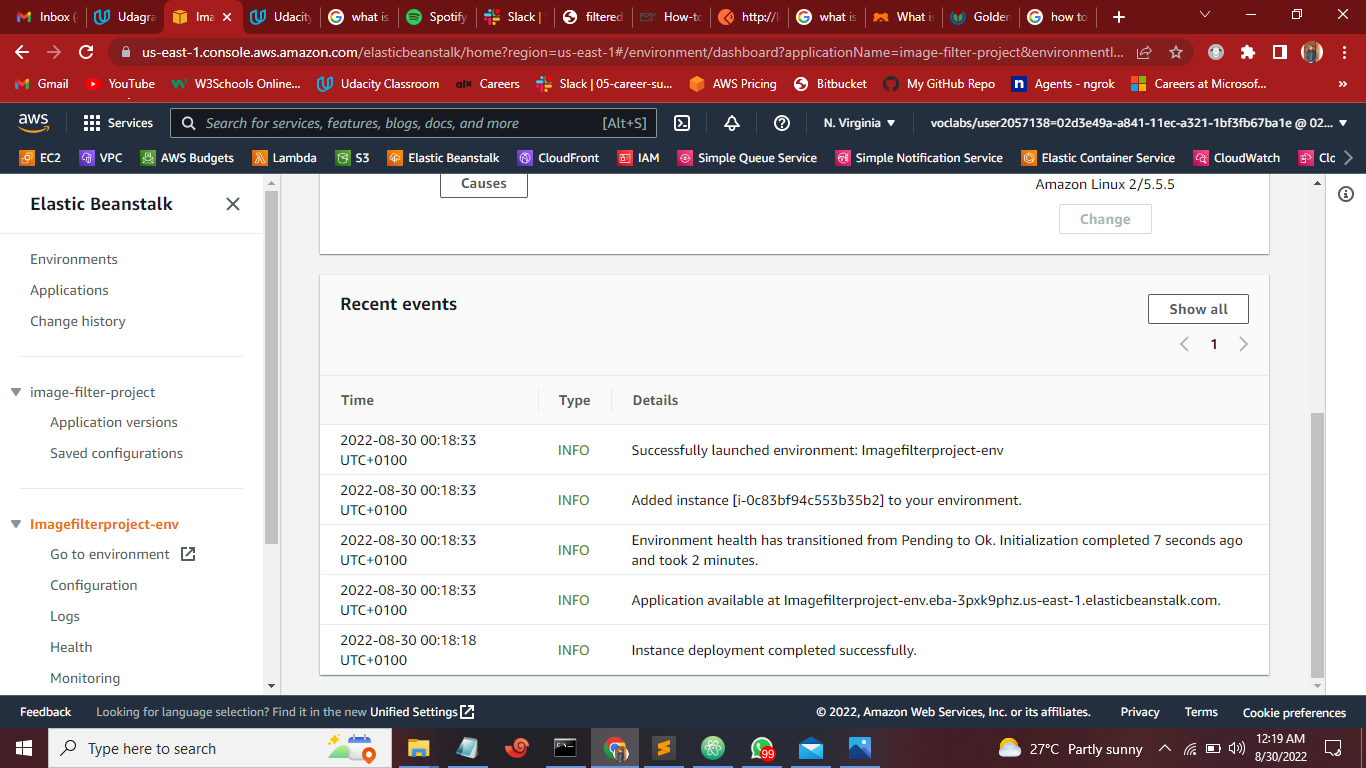 Inbox (
Udagra
Ima
Udacity
what is
Spotify
Slack |
filtered
How-to
http://l
what is
What i
Golden
how to
us-east-1.console.aws.amazon.com/elasticbeanstalk/home?region=us-east-1#/environment/dashboard?applicationName=image-filter-project&environmentI...
Gmail
YouTube
W3Schools Online...
Udacity Classroom
alx Careers
Slack | 05-career-su...
AWS Pricing
Bitbucket
My GitHub Repo
n Agents - ngrok
Careers at Microsof...
»
aws
Services
Search for services, features, blogs, docs, and more [Alt+S]
N. Virginia
voclabs/user2057138=02d3e49a-a841-11ec-a321-1bf3fb67ba1e @ 02...
EC2
VPC
AWS Budgets
Lambda
S3
Elastic Beanstalk
CloudFront
IAM
Simple Queue Service
Simple Notification Service
Elastic Container Service
CloudWatch
Clo
Elastic Beanstalk
Environments
Applications
Change history
image-filter-project
Application versions
Saved configurations
Imagefilterproject-env
Go to environment
Configuration
Logs
Health
Monitoring
Causes
Amazon Linux 2/5.5.5
Change
Recent events
Show all
1
Time Type Details
2022-08-30 00:18:33
UTC+0100
INFO
Successfully launched environment: Imagefilterproject-env
2022-08-30 00:18:33
UTC+0100
INFO
Added instance [i-0c83bf94c553b35b2] to your environment.
2022-08-30 00:18:33
UTC+0100
INFO
Environment health has transitioned from Pending to Ok. Initialization completed 7 seconds ago
and took 2 minutes.
2022-08-30 00:18:33
UTC+0100
INFO
Application available at Imagefilterproject-env.eba-3pxk9phz.us-east-1.elasticbeanstalk.com.
2022-08-30 00:18:18
UTC+0100
INFO
Instance deployment completed successfully.
Feedback
Looking for language selection? Find it in the new Unified Settings
© 2022, Amazon Web Services, Inc. or its affiliates.
Privacy
Terms
Cookie preferences
Type here to search
99
27°C Partly sunny
12:19 AM
8/30/2022